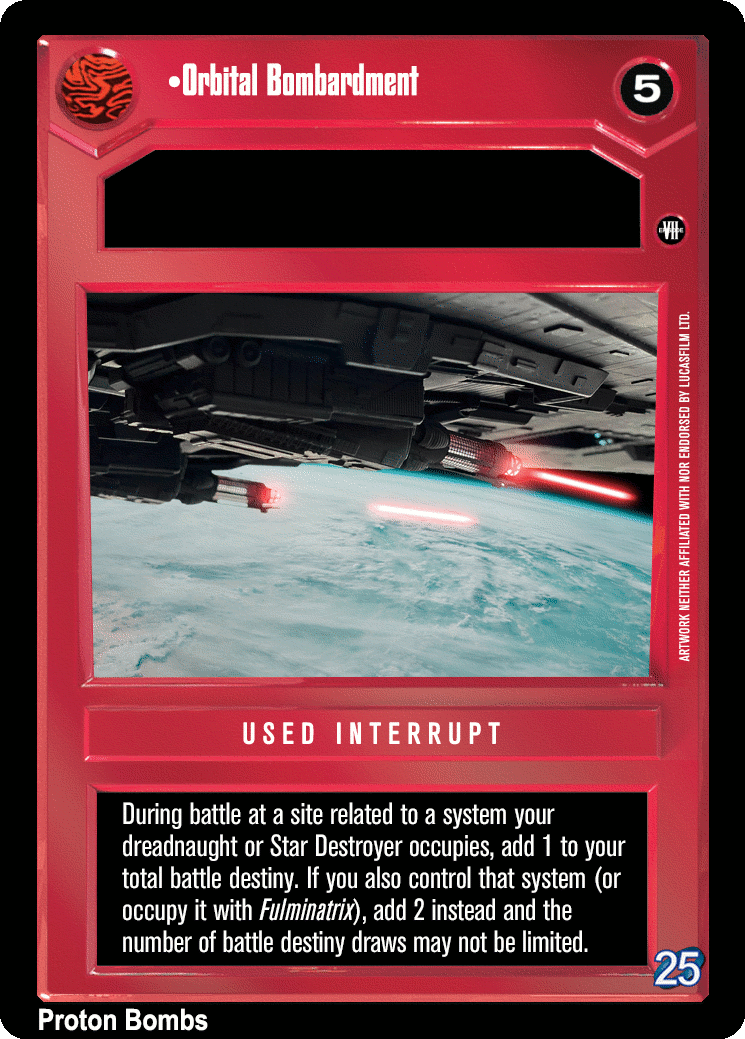 •Orbital Bombardment
5
EPISODE
VII
ARTWORK NEITHER AFFILIATED WITH NOR ENDORSED BY LUCASFILM LTD.
USED INTERRUPT
During battle at a site related to a system your
dreadnaught or Star Destroyer occupies, add 1 to your
total battle destiny. If you also control that system (or
occupy it with Fulminatrix), add 2 instead and the
number of battle destiny draws may not be limited.
25
Proton Bombs